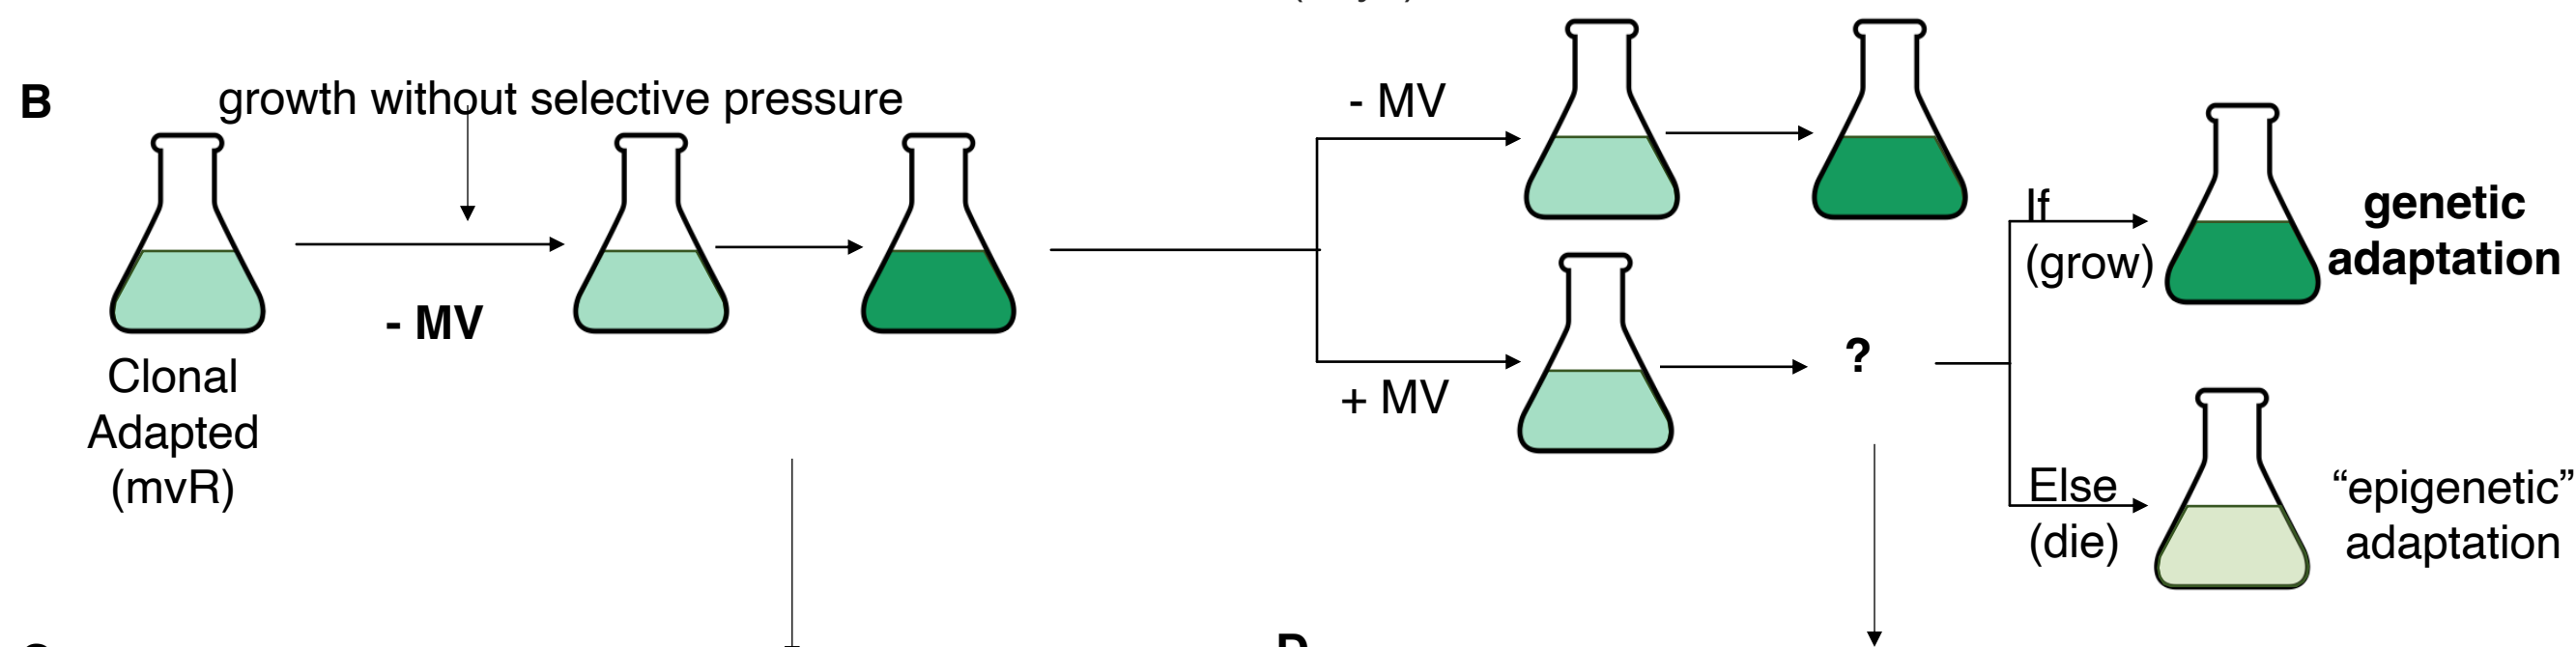 B
growth without selective pressure
- MV
Clonal
Adapted
(mvR)
- MV
+ MV
?
If
(grow)
genetic
adaptation
Else
(die)
“epigenetic”
adaptation